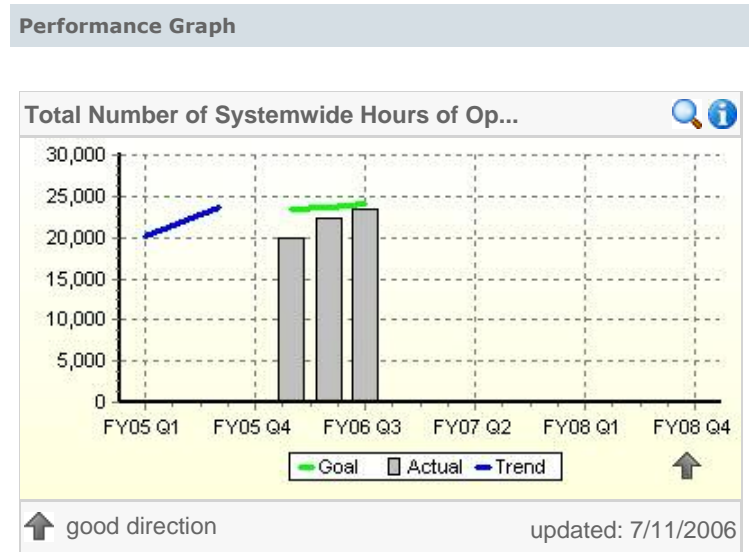 Performance Graph
Total Number of Systemwide Hours of Op...
30,000
25,000
20,000
15,000
10,000
5,000
0
FY05 Q1 FY05 Q4 FY06 Q3 FY07 Q2 FY08 Q1 FY08 Q4
Goal Actual Trend
good direction updated: 7/11/2006